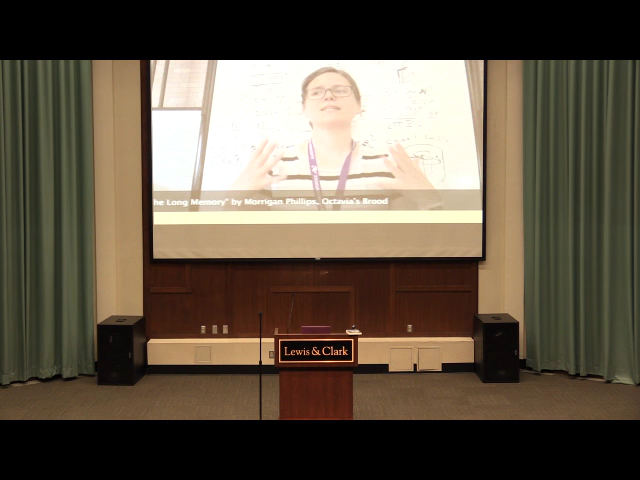 he Long Memory" by Morrigan Phillips, Octavia's Brood
Lewis & Clark